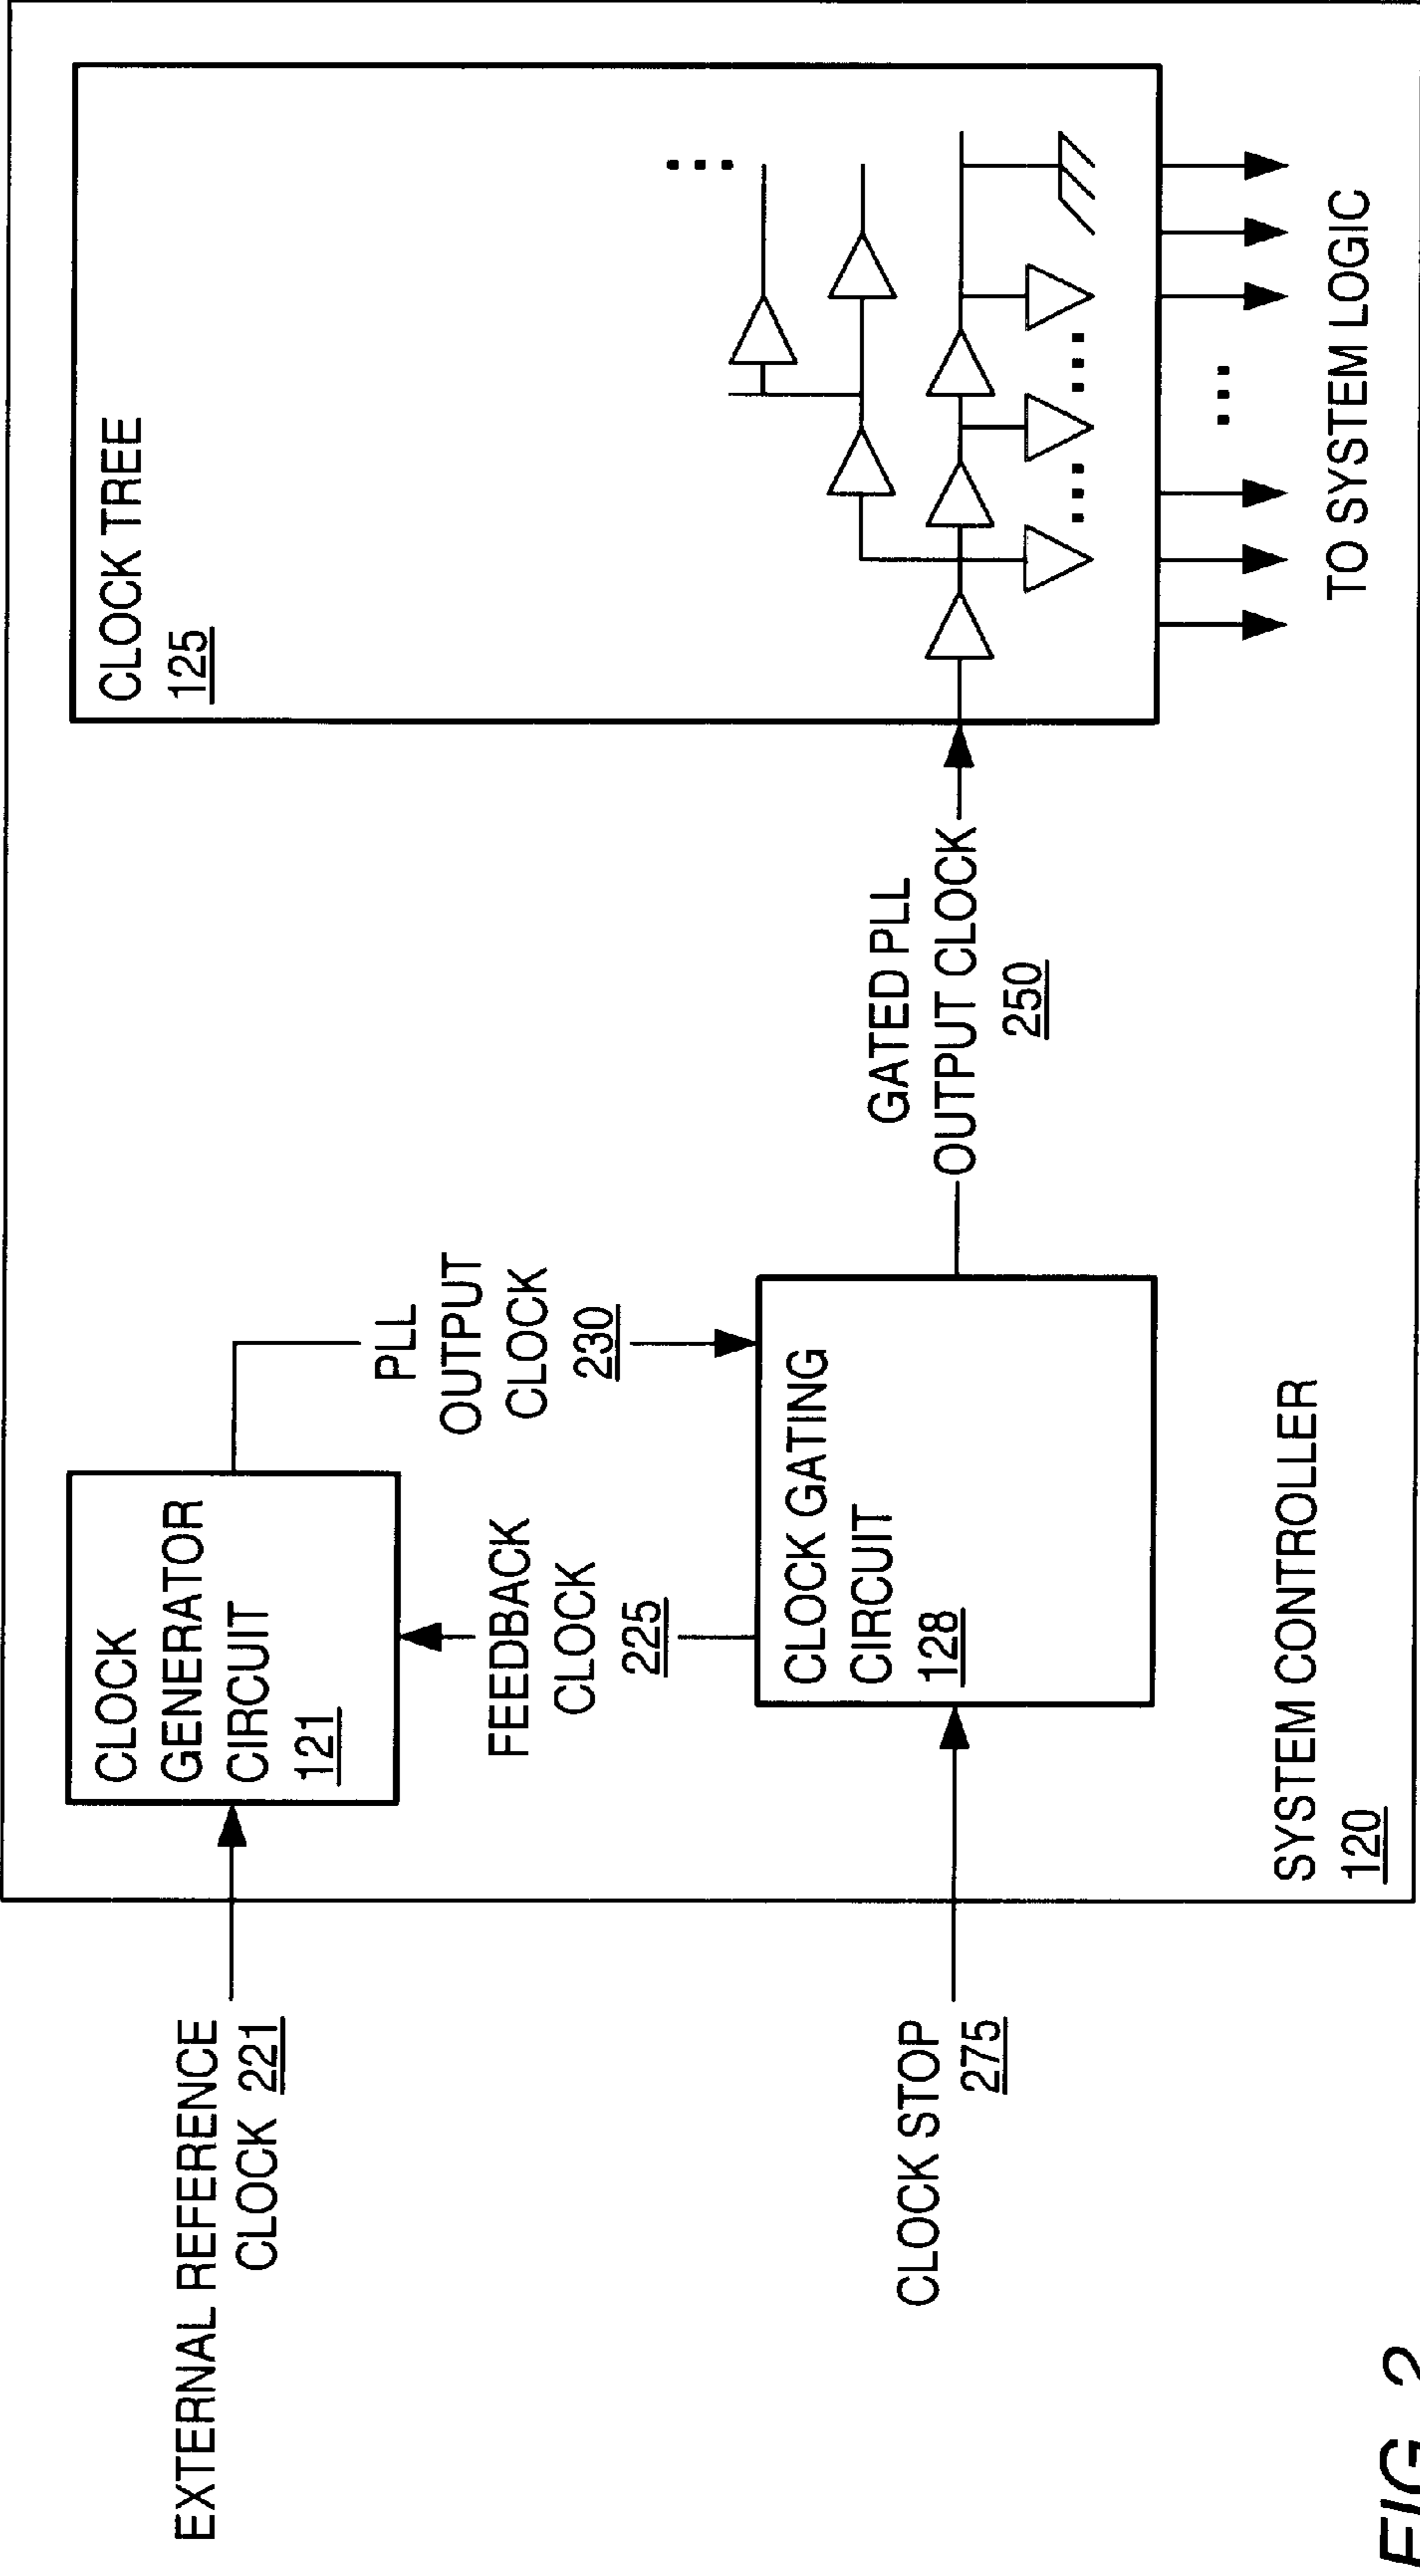 EXTERNAL REFERENCE
CLOCK 221
CLOCK
GENERATOR
CIRCUIT
121
PLL
OUTPUT
CLOCK
230
FEEDBACK
CLOCK
225
CLOCK STOP
275
CLOCK GATING
CIRCUIT
128
GATED PLL
OUTPUT CLOCK
250
CLOCK TREE
125
TO SYSTEM LOGIC
SYSTEM CONTROLLER
120
FIG. 2